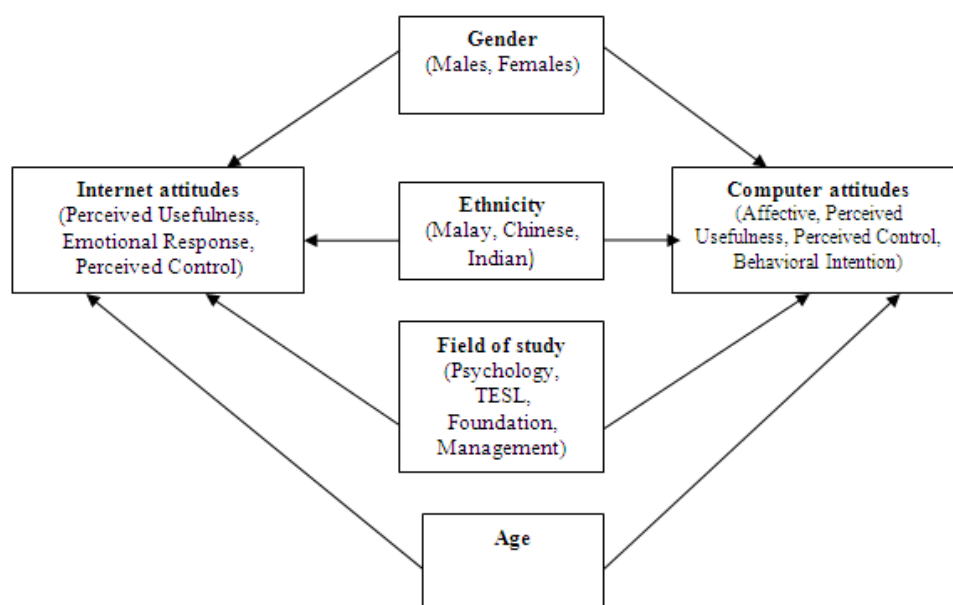 Gender
(Males, Females)
Internet attitudes
(Perceived Usefulness,
Emotional Response,
Perceived Control)
Ethnicity
(Malay, Chinese,
Indian)
Computer attitudes
(Affective, Perceived
Usefulness, Perceived Control,
Behavioral Intention)
Field of study
(Psychology,
TESL,
Foundation,
Management)
Age